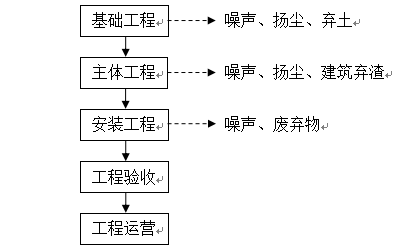 基础工程 噪声、扬尘、弃土
主体工程 噪声、扬尘、建筑弃渣
安装工程 噪声、废弃物
工程验收
工程运营